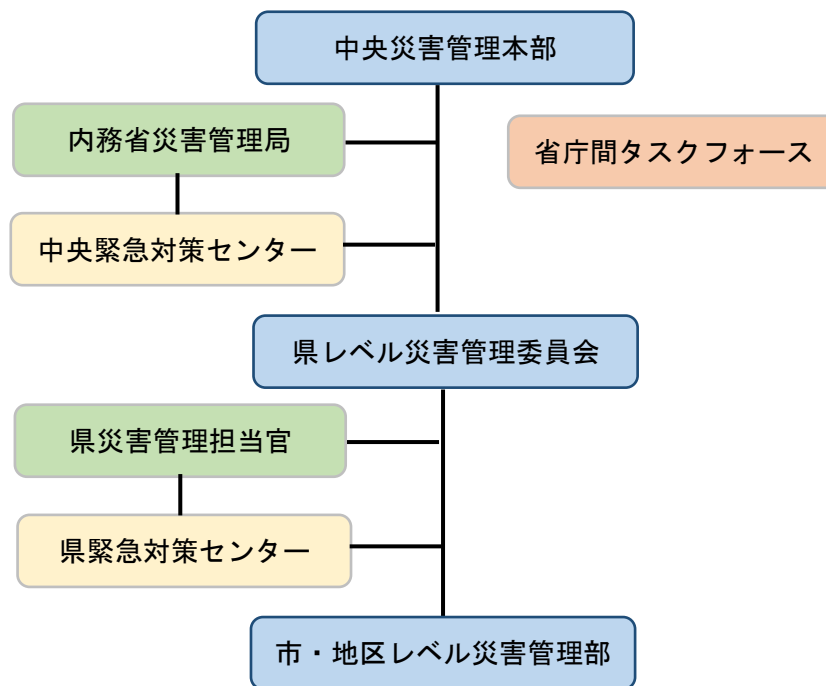 中央災害管理本部
内務省災害管理局
省庁間タスクフォース
中央緊急対策センター
県レベル災害管理委員会
県災害管理担当官
県緊急対策センター
市・地区レベル災害管理部